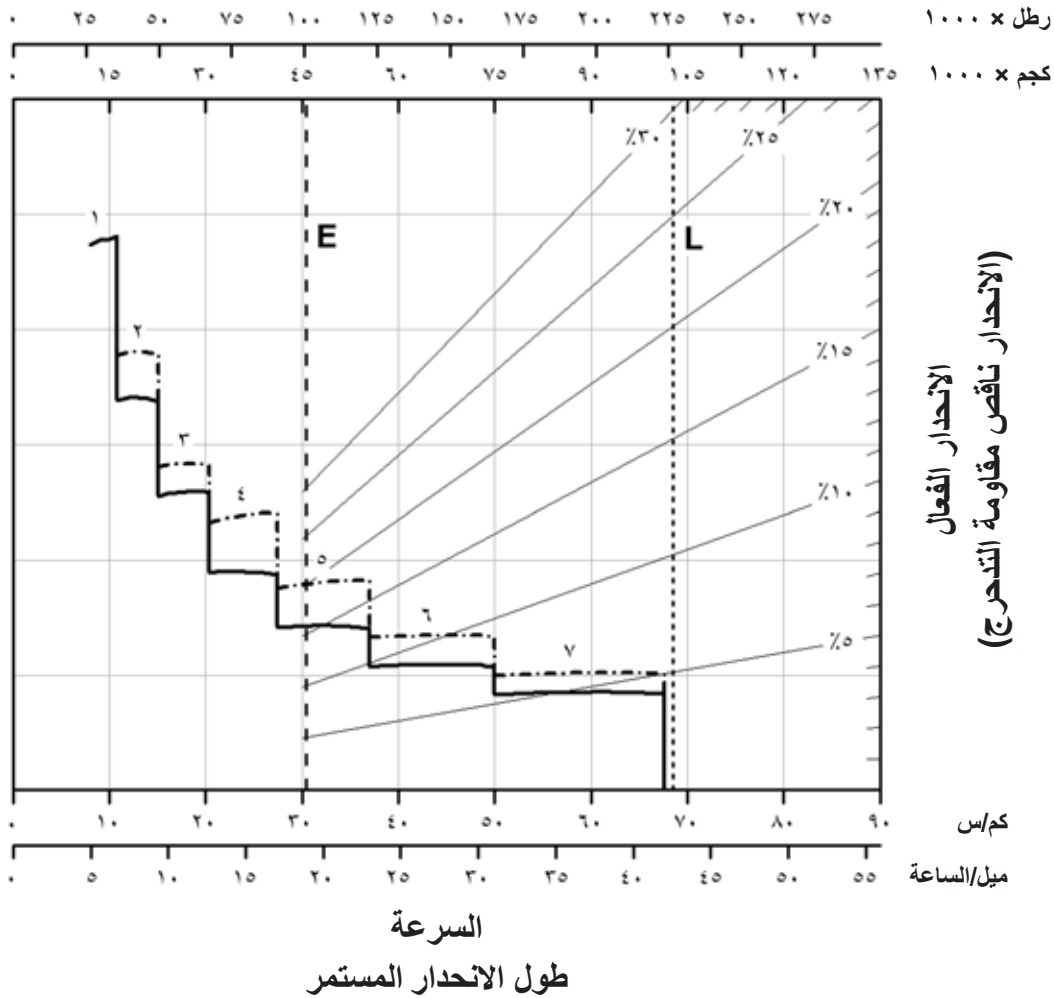 ٠ ٢٥ ٥٠ ٧٥ ١٠٠ ١٢٥ ١٥٠ ١٧٥ ٢٠٠ ٢٢٥ ٢٥٠ ٢٧٥ رطل × ١٠٠٠
٠ ١٥ ٣٠ ٤٥ ٦٠ ٧٥ ٩٠ ١٠٥ ١٢٠ ١٣٥ كجم × ١٠٠٠
٪٣٠
٪٢٥
٪٢٠
١
E
L
٢
٪١٥
٣
٤
٪١٠
٥
٦
٪٥
٧
الانحدار الفعال
(الانحدار ناقص مقاومة التدحرج)
٠ ١٠ ٢٠ ٣٠ ٤٠ ٥٠ ٦٠ ٧٠ ٨٠ ٩٠ كم/س
٠ ٥ ١٠ ١٥ ٢٠ ٢٥ ٣٠ ٣٥ ٤٠ ٤٥ ٥٠ ٥٥ ميل/الساعة
السرعة
طول الانحدار المستمر